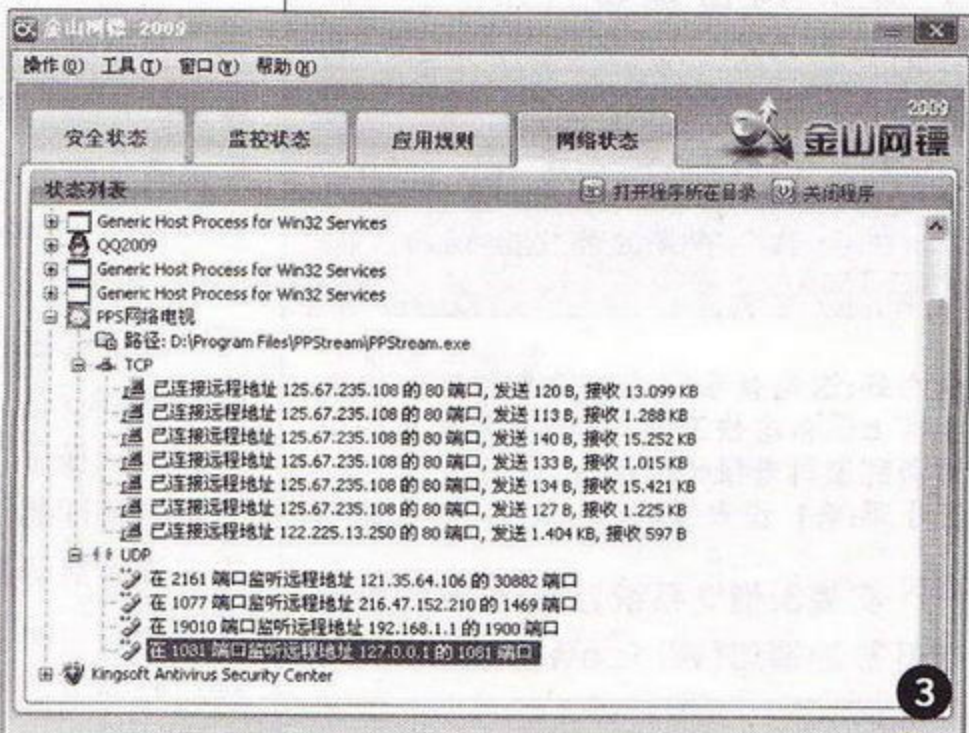 金山网镖 2009
操作(O) 工具(T) 窗口(W) 帮助(H)
安全状态 监控状态 应用规则 网络状态
2009
金山网镖
状态列表 打开程序所在目录 关闭程序
Generic Host Process for Win32 Services
QQ2009
Generic Host Process for Win32 Services
Generic Host Process for Win32 Services
PPS网络电视
路径: D:\Program Files\PPStream\PPStream.exe
TCP
已连接远程地址 125.67.235.108 的 80 端口, 发送 120 B, 接收 13.099 KB
已连接远程地址 125.67.235.108 的 80 端口, 发送 113 B, 接收 1.288 KB
已连接远程地址 125.67.235.108 的 80 端口, 发送 140 B, 接收 15.252 KB
已连接远程地址 125.67.235.108 的 80 端口, 发送 133 B, 接收 1.015 KB
已连接远程地址 125.67.235.108 的 80 端口, 发送 134 B, 接收 15.421 KB
已连接远程地址 125.67.235.108 的 80 端口, 发送 127 B, 接收 1.225 KB
已连接远程地址 122.225.13.250 的 80 端口, 发送 1.404 KB, 接收 597 B
UDP
在 2161 端口监听远程地址 121.35.64.106 的 30882 端口
在 1077 端口监听远程地址 216.47.152.210 的 1469 端口
在 19010 端口监听远程地址 192.168.1.1 的 1900 端口
在 1081 端口监听远程地址 127.0.0.1 的 1081 端口
Kingsoft Antivirus Security Center
3